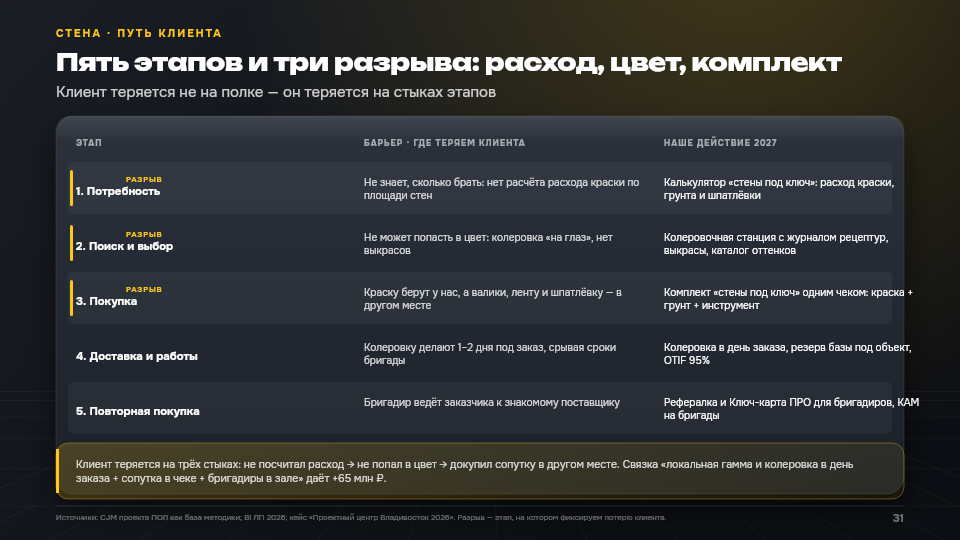 СТЕНА · ПУТЬ КЛИЕНТА
Пять этапов и три разрыва: расход, цвет, комплект
Клиент теряется не на полке — он теряется на стыках этапов
ЭТАП
БАРЬЕР · ГДЕ ТЕРЯЕМ КЛИЕНТА
НАШЕ ДЕЙСТВИЕ 2027
РАЗРЫВ
1. Потребность
Не знает, сколько брать: нет расчёта расхода краски по
площади стен
Калькулятор «стены под ключ»: расход краски,
грунта и шпатлёвки
РАЗРЫВ
2. Поиск и выбор
Не может попасть в цвет: колеровка «на глаз», нет
выкрасов
Колеровочная станция с журналом рецептур,
выкрасы, каталог оттенков
РАЗРЫВ
3. Покупка
Краску берут у нас, а валики, ленту и шпатлёвку — в
другом месте
Комплект «стены под ключ» одним чеком: краска +
грунт + инструмент
4. Доставка и работы
Колеровку делают 1–2 дня под заказ, срывая сроки
бригады
Колеровка в день заказа, резерв базы под объект,
OTIF 95%
5. Повторная покупка
Бригадир ведёт заказчика к знакомому поставщику
Рефералка и Ключ-карта ПРО для бригадиров, КАМ
на бригады
Клиент теряется на трёх стыках: не посчитал расход → не попал в цвет → докупил сопутку в другом месте. Связка «локальная гамма и колеровка в день
заказа + сопутка в чеке + бригадиры в зале» даёт +65 млн ₽.
Источники: CJM проекта ПОЛ как база методики; BI ЛП 2026; кейс «Проектный центр Владивосток 2026». Разрыв — этап, на котором фиксируем потерю клиента.
31